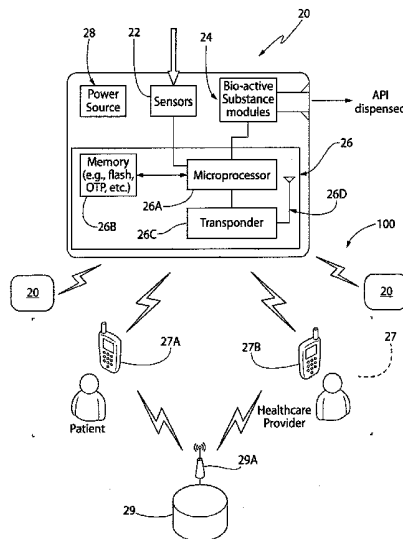 20
28
22
24
Power
Source
Sensors
Bio-active
Substance
modules
API
dispensed
Memory
(e.g., flash,
OTP, etc.)
Microprocessor
26
26B
26A
Transponder
26D
26C
100
20
20
27A
27B
27
Patient
Healthcare
Provider
29A
29